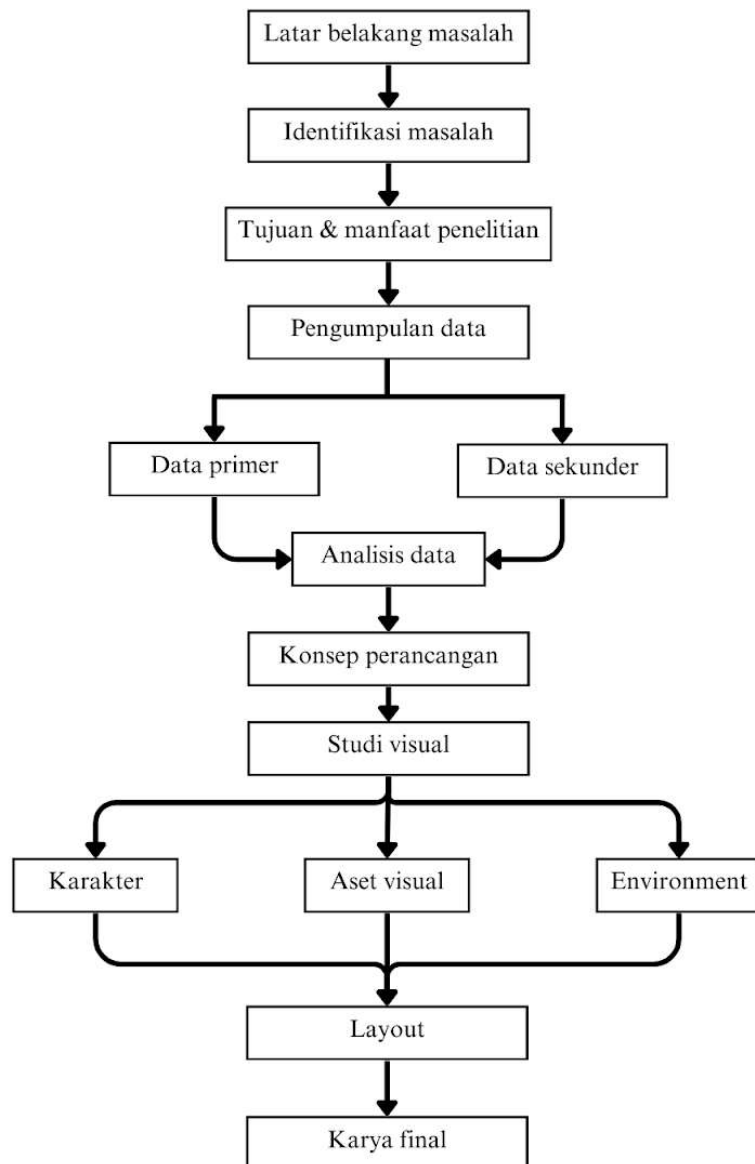 Latar belakang masalah
Identifikasi masalah
Tujuan & manfaat penelitian
Pengumpulan data
Data primer
Data sekunder
Analisis data
Konsep perancangan
Studi visual
Karakter
Aset visual
Environment
Layout
Karya final